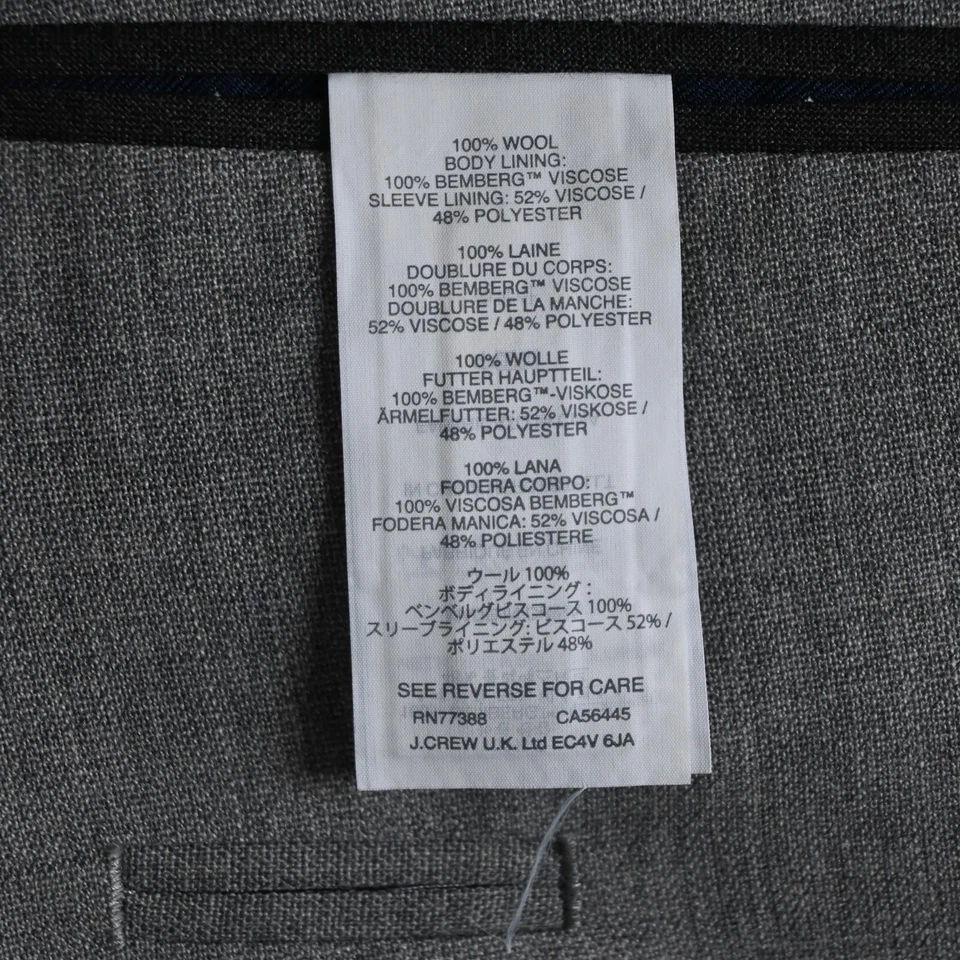 100% WOOL
BODY LINING:
100% BEMBERG™ VISCOSE
SLEEVE LINING: 52% VISCOSE /
48% POLYESTER
100% LAINE
DOUBLURE DU CORPS:
100% BEMBERG™ VISCOSE
DOUBLURE DE LA MANCHE:
52% VISCOSE / 48% POLYESTER
100% WOLLE
FUTTER HAUPTTEIL:
100% BEMBERG™-VISKOSE
ÄRMELFUTTER: 52% VISKOSE /
48% POLYESTER
100% LANA
FODERA CORPO:
100% VISCOSA BEMBERG™
FODERA MANICA: 52% VISCOSA /
48% POLIESTERE
ウール 100%
ボディライニング :
ベンベルグビスコース 100%
スリーブライニング: ビスコース 52% /
ポリエステル 48%
SEE REVERSE FOR CARE
RN77388 CA56445
J.CREW U.K. Ltd EC4V 6JA